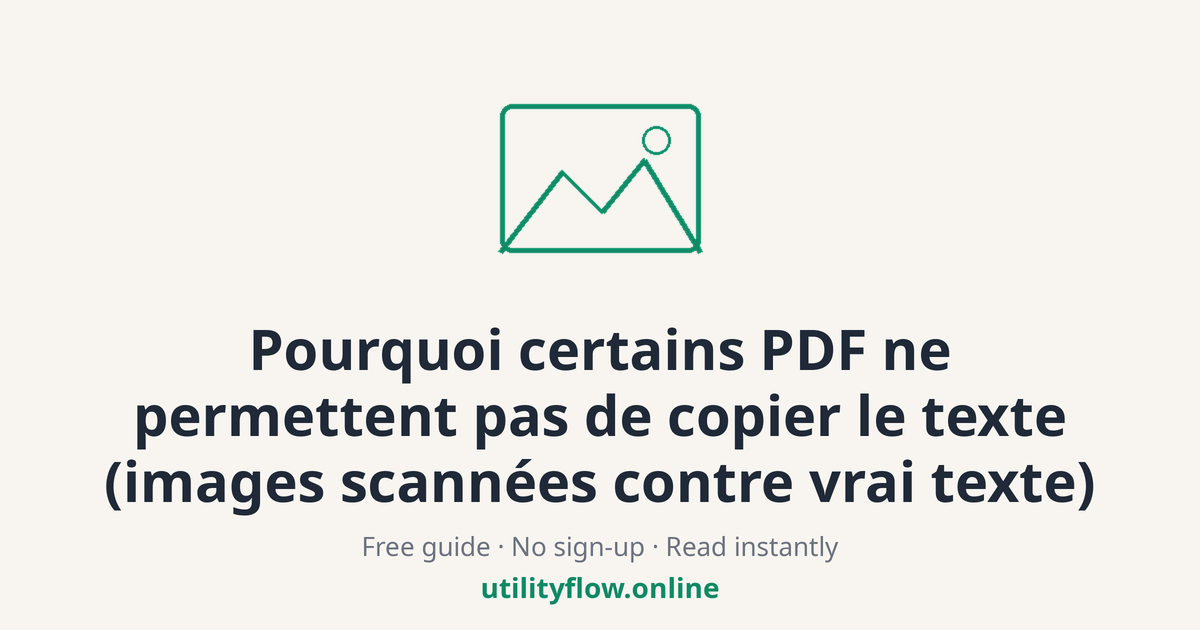 Pourquoi certains PDF ne
permettent pas de copier le texte
(images scannées contre vrai texte)
Free guide · No sign-up · Read instantly
utilityflow.online